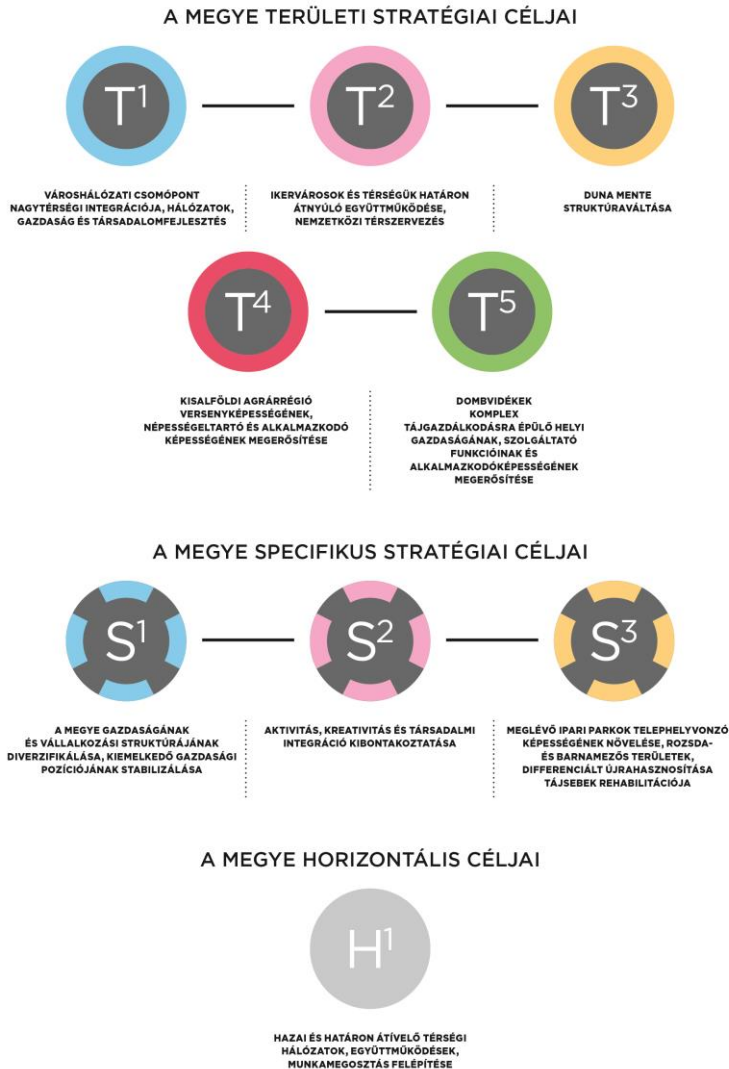 A MEGYE TERÜLETI STRATÉGIAI CÉLJAI
T1
T2
T3
VÁROSHÁLÓZATI CSOMÓPONT
NAGYTÉRSÉGI INTEGRÁCIÓJA, HÁLÓZATOK,
GAZDASÁG ÉS TÁRSADALOMFEJLESZTÉS
IKERVÁROSOK ÉS TÉRSÉGÜK HATÁRON
ÁTNYÚLÓ EGYÜTTMŰKÖDÉSE,
NEMZETKÖZI TÉRSZERVEZÉS
DUNA MENTE
STRUKTÚRAVÁLTÁSA
T4
T5
KISALFÖLDI AGRÁRRÉGIÓ
VERSENYKÉPESSÉGÉNEK,
NÉPESSÉGELTARTÓ ÉS ALKALMAZKODÓ
KÉPESSÉGÉNEK MEGERŐSÍTÉSE
DOMBVIDÉKEK
KOMPLEX
TÁJGAZDÁLKODÁSRA ÉPÜLŐ HELYI
GAZDASÁGÁNAK, SZOLGÁLTATÓ
FUNKCIÓINAK ÉS
ALKALMAZKODÓKÉPESSÉGÉNEK
MEGERŐSÍTÉSE
A MEGYE SPECIFIKUS STRATÉGIAI CÉLJAI
S1
S2
S3
A MEGYE GAZDASÁGÁNAK
ÉS VÁLLALKOZÁSI STRUKTÚRÁJÁNAK
DIVERZIFIKÁLÁSA, KIEMELKEDŐ GAZDASÁGI
POZÍCIÓJÁNAK STABILIZÁLÁSA
AKTIVITÁS, KREATIVITÁS ÉS TÁRSADALMI
INTEGRÁCIÓ KIBONTAKOZTATÁSA
MEGLÉVŐ IPARI PARKOK TELEPHELYVONZÓ
KÉPESSÉGÉNEK NÖVELÉSE, ROZSDA-
ÉS BARNAMEZŐS TERÜLETEK,
DIFFERENCIÁLT ÚJRAHASZNOSÍTÁSA
TÁJSEBEK REHABILITÁCIÓJA
A MEGYE HORIZONTÁLIS CÉLJAI
H1
HAZAI ÉS HATÁRON ÁTÍVELŐ TÉRSÉGI
HÁLÓZATOK, EGYÜTTMŰKÖDÉSEK,
MUNKAMEGOSZTÁS FELÉPÍTÉSE